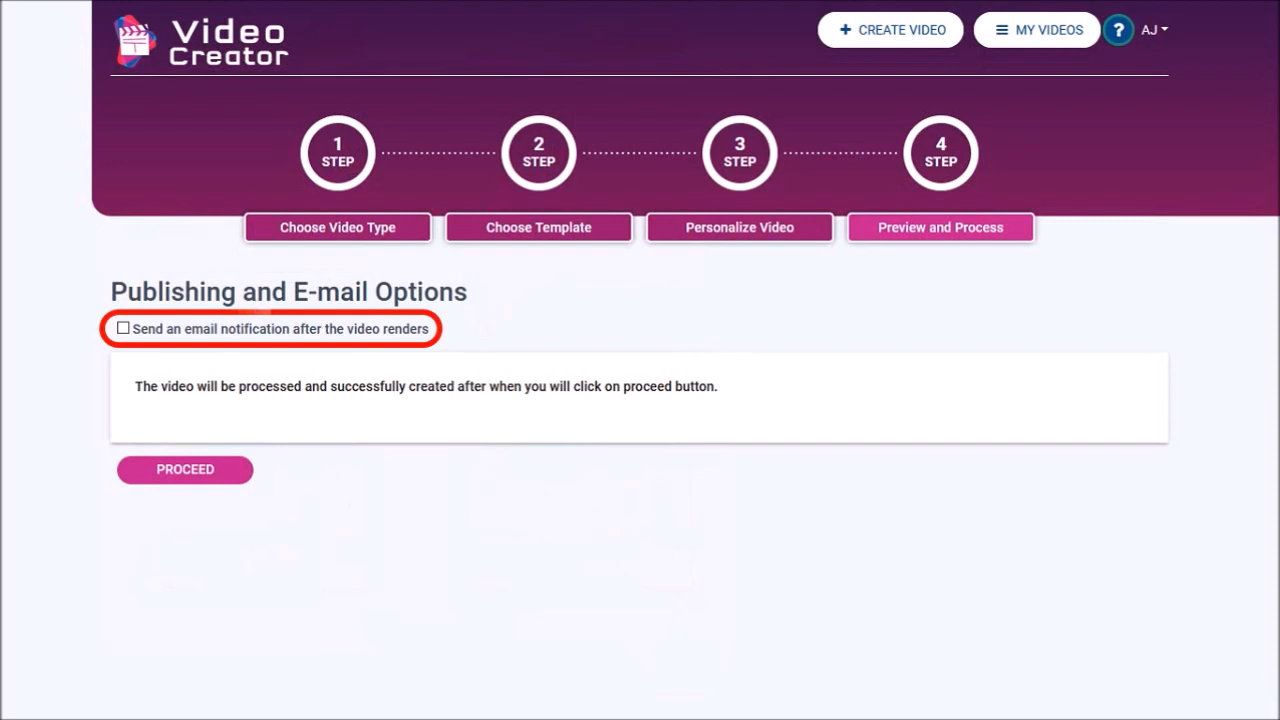 Video
Creator
CREATE VIDEO
MY VIDEOS
?
AJ
1
STEP
2
STEP
3
STEP
4
STEP
Choose Video Type
Choose Template
Personalize Video
Preview and Process
Publishing and E-mail Options
Send an email notification after the video renders
The video will be processed and successfully created after when you will click on proceed button.
PROCEED